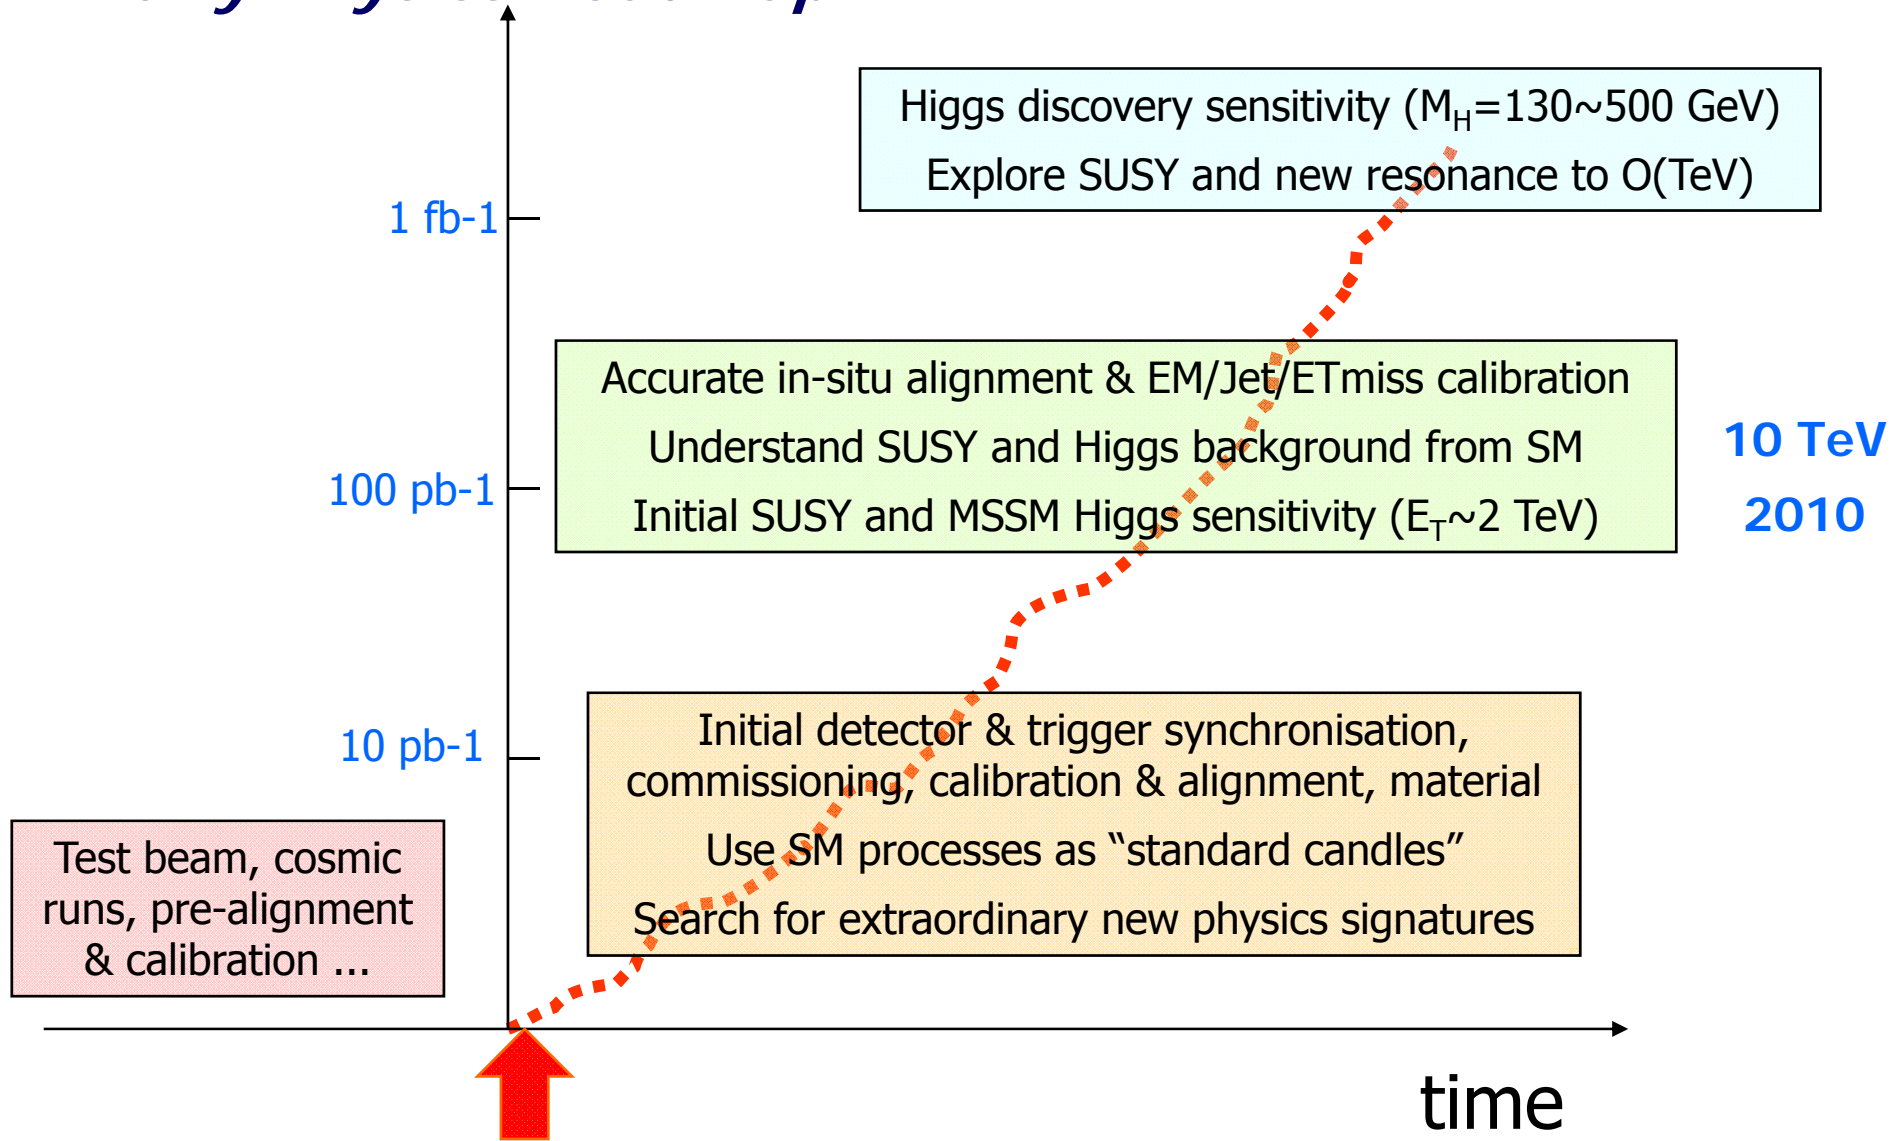 Higgs discovery sensitivity (M_H=130~500 GeV)
Explore SUSY and new resonance to O(TeV)
1 fb-1
Accurate in-situ alignment & EM/Jet/ETmiss calibration
Understand SUSY and Higgs background from SM
Initial SUSY and MSSM Higgs sensitivity (E_T~2 TeV)
10 TeV
2010
100 pb-1
Initial detector & trigger synchronisation,
commissioning, calibration & alignment, material
Use SM processes as “standard candles”
Search for extraordinary new physics signatures
10 pb-1
Test beam, cosmic
runs, pre-alignment
& calibration ...
time